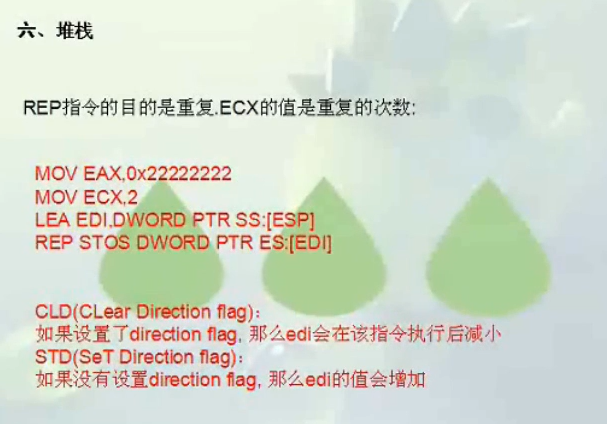 六、堆栈
REP指令的目的是重复.ECX的值是重复的次数:
MOV EAX,0x22222222
MOV ECX,2
LEA EDI,DWORD PTR SS:[ESP]
REP STOS DWORD PTR ES:[EDI]
CLD(CLear Direction flag)：
如果设置了direction flag, 那么edi会在该指令执行后减小
STD(SeT Direction flag)：
如果没有设置direction flag, 那么edi的值会增加